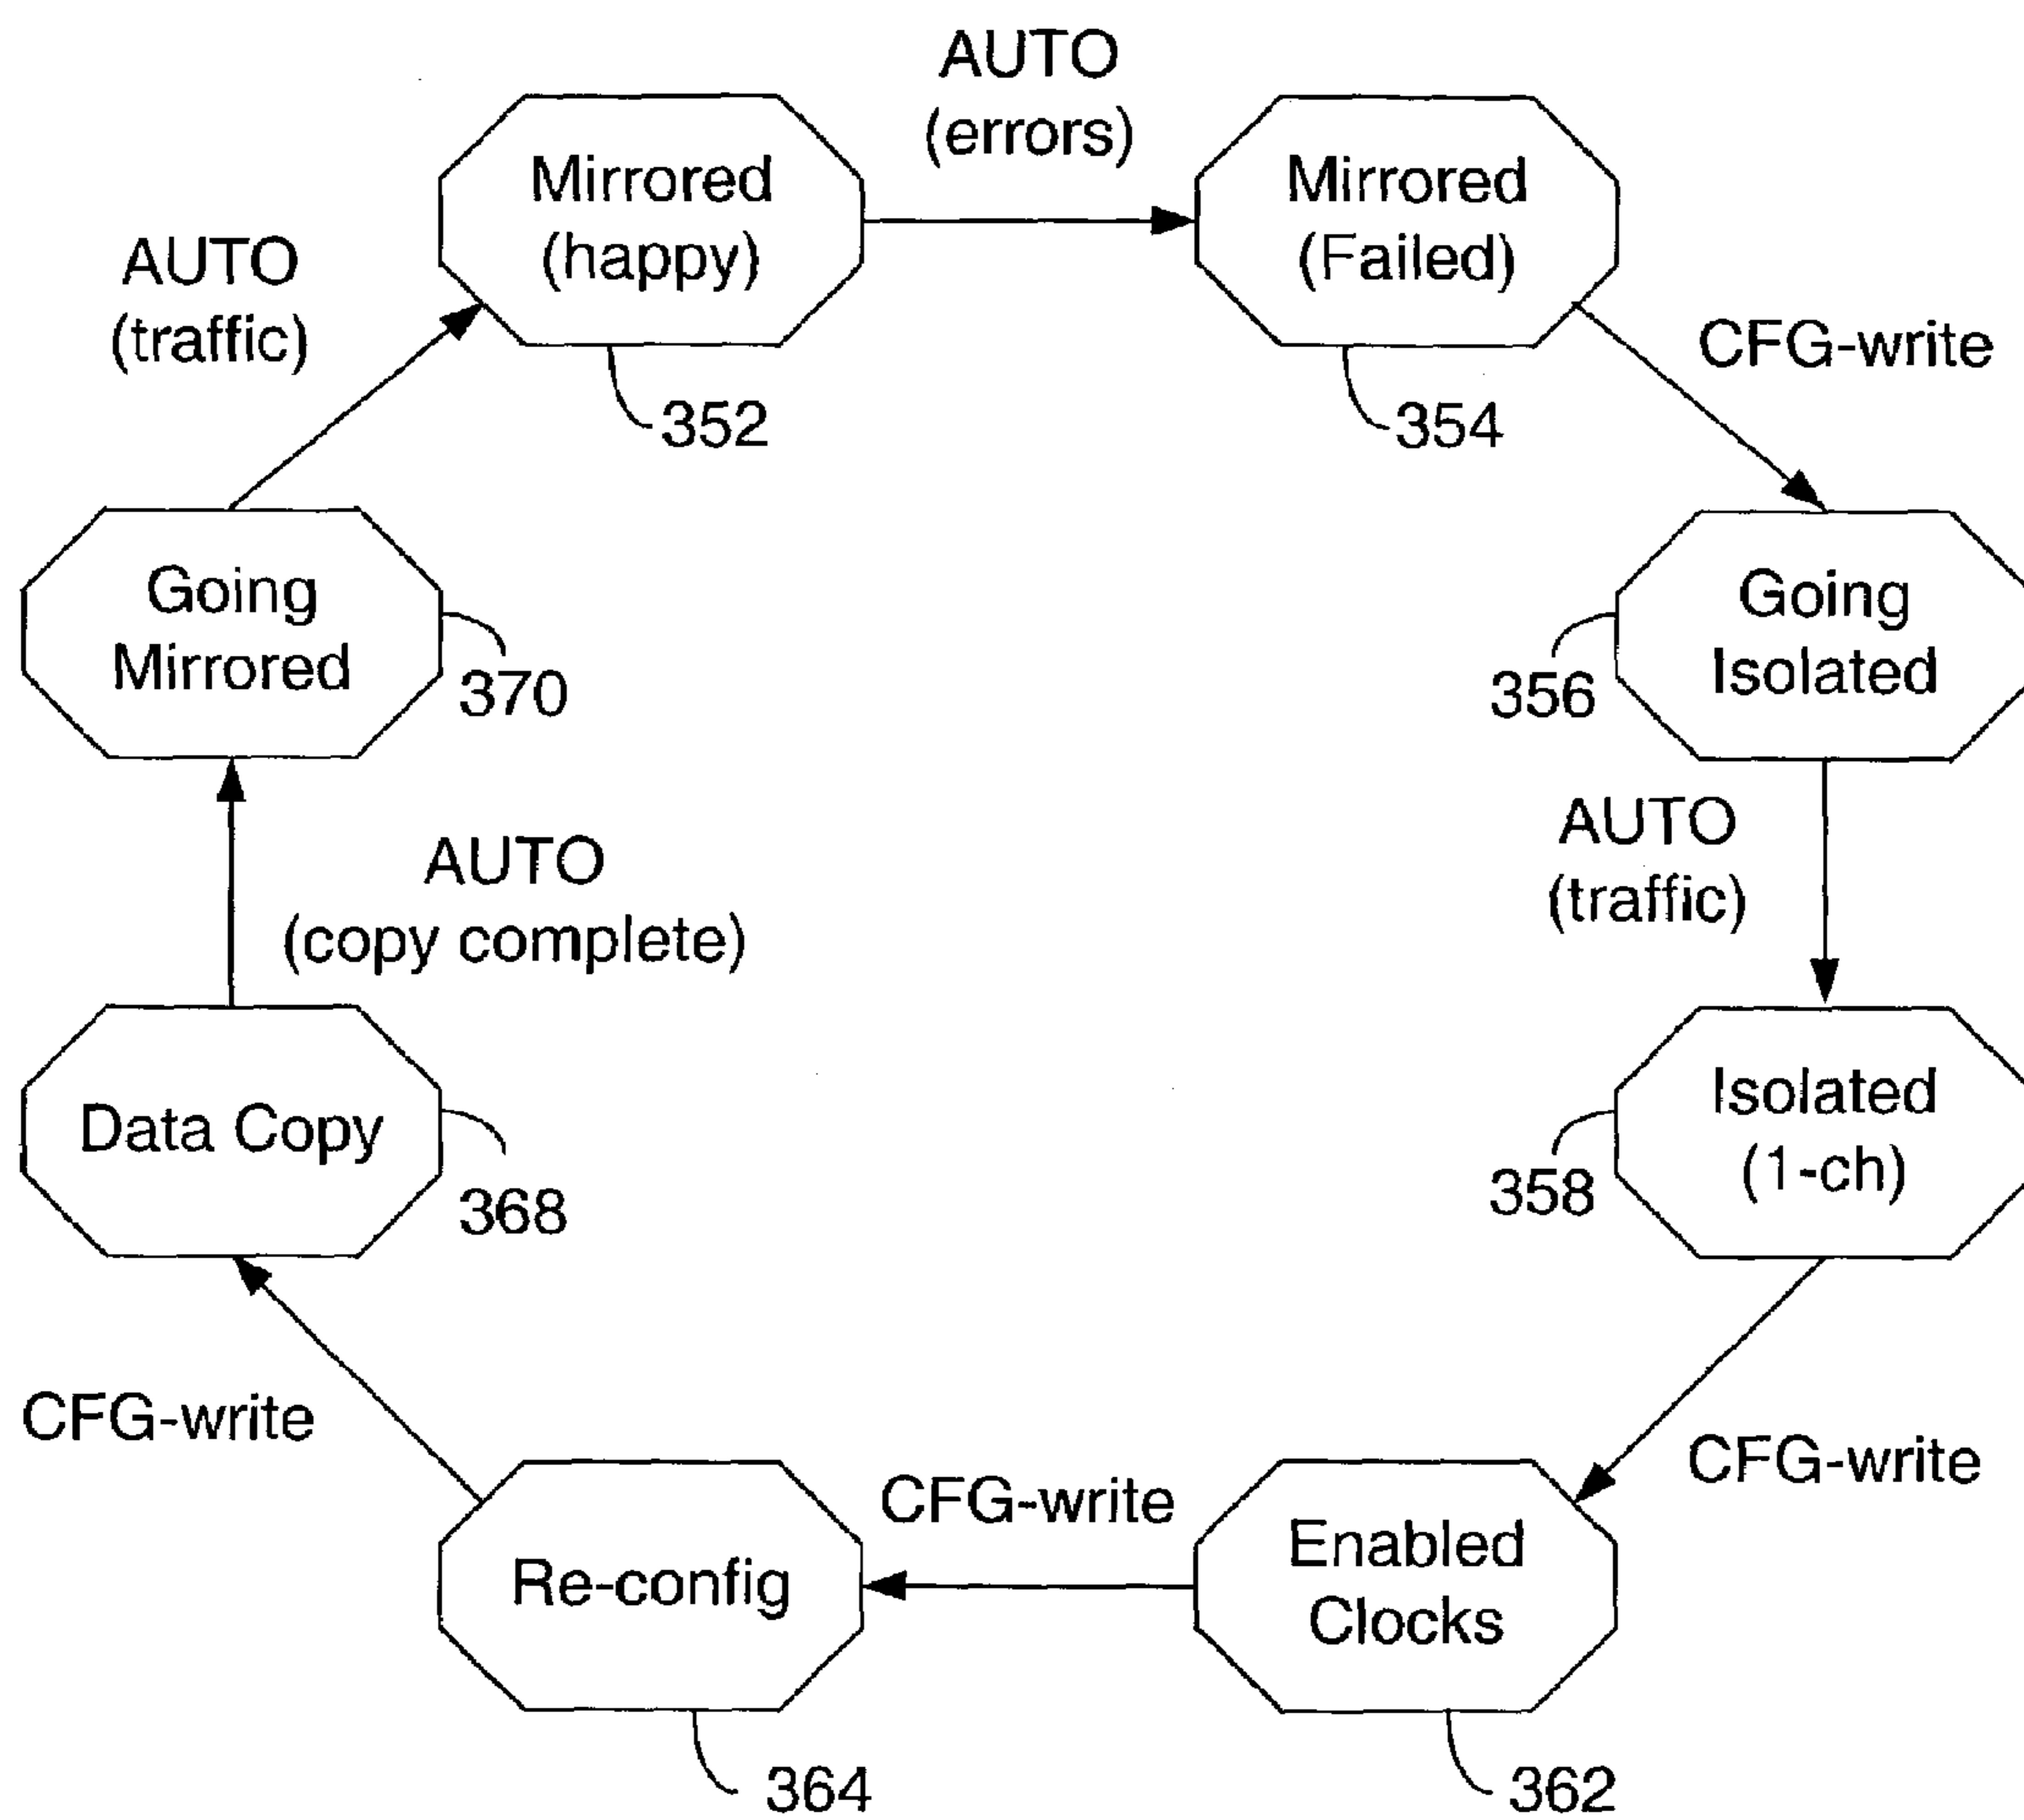 AUTO
(errors)
Mirrored
(happy)
352
Mirrored
(Failed)
354
AUTO
(traffic)
CFG-write
Going
Mirrored
370
Going
Isolated
356
AUTO
(copy complete)
AUTO
(traffic)
Data Copy
368
Isolated
(1-ch)
358
CFG-write
CFG-write
Re-config
364
CFG-write
Enabled
Clocks
362